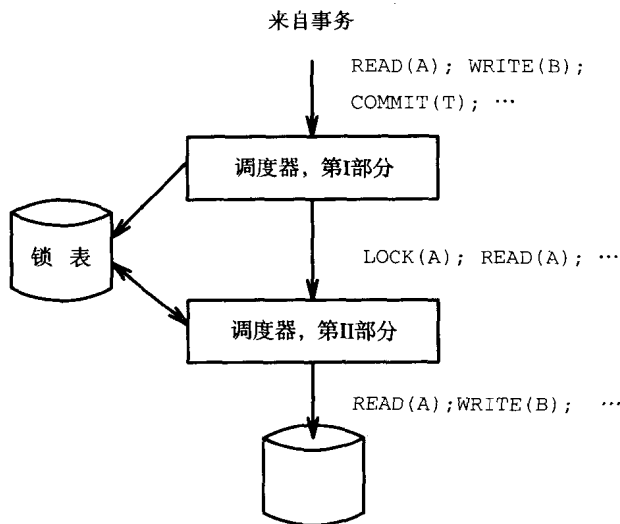 来自事务
READ(A); WRITE(B);
COMMIT(T); …
调度器，第I部分
锁 表
LOCK(A); READ(A); …
调度器，第II部分
READ(A);WRITE(B); …